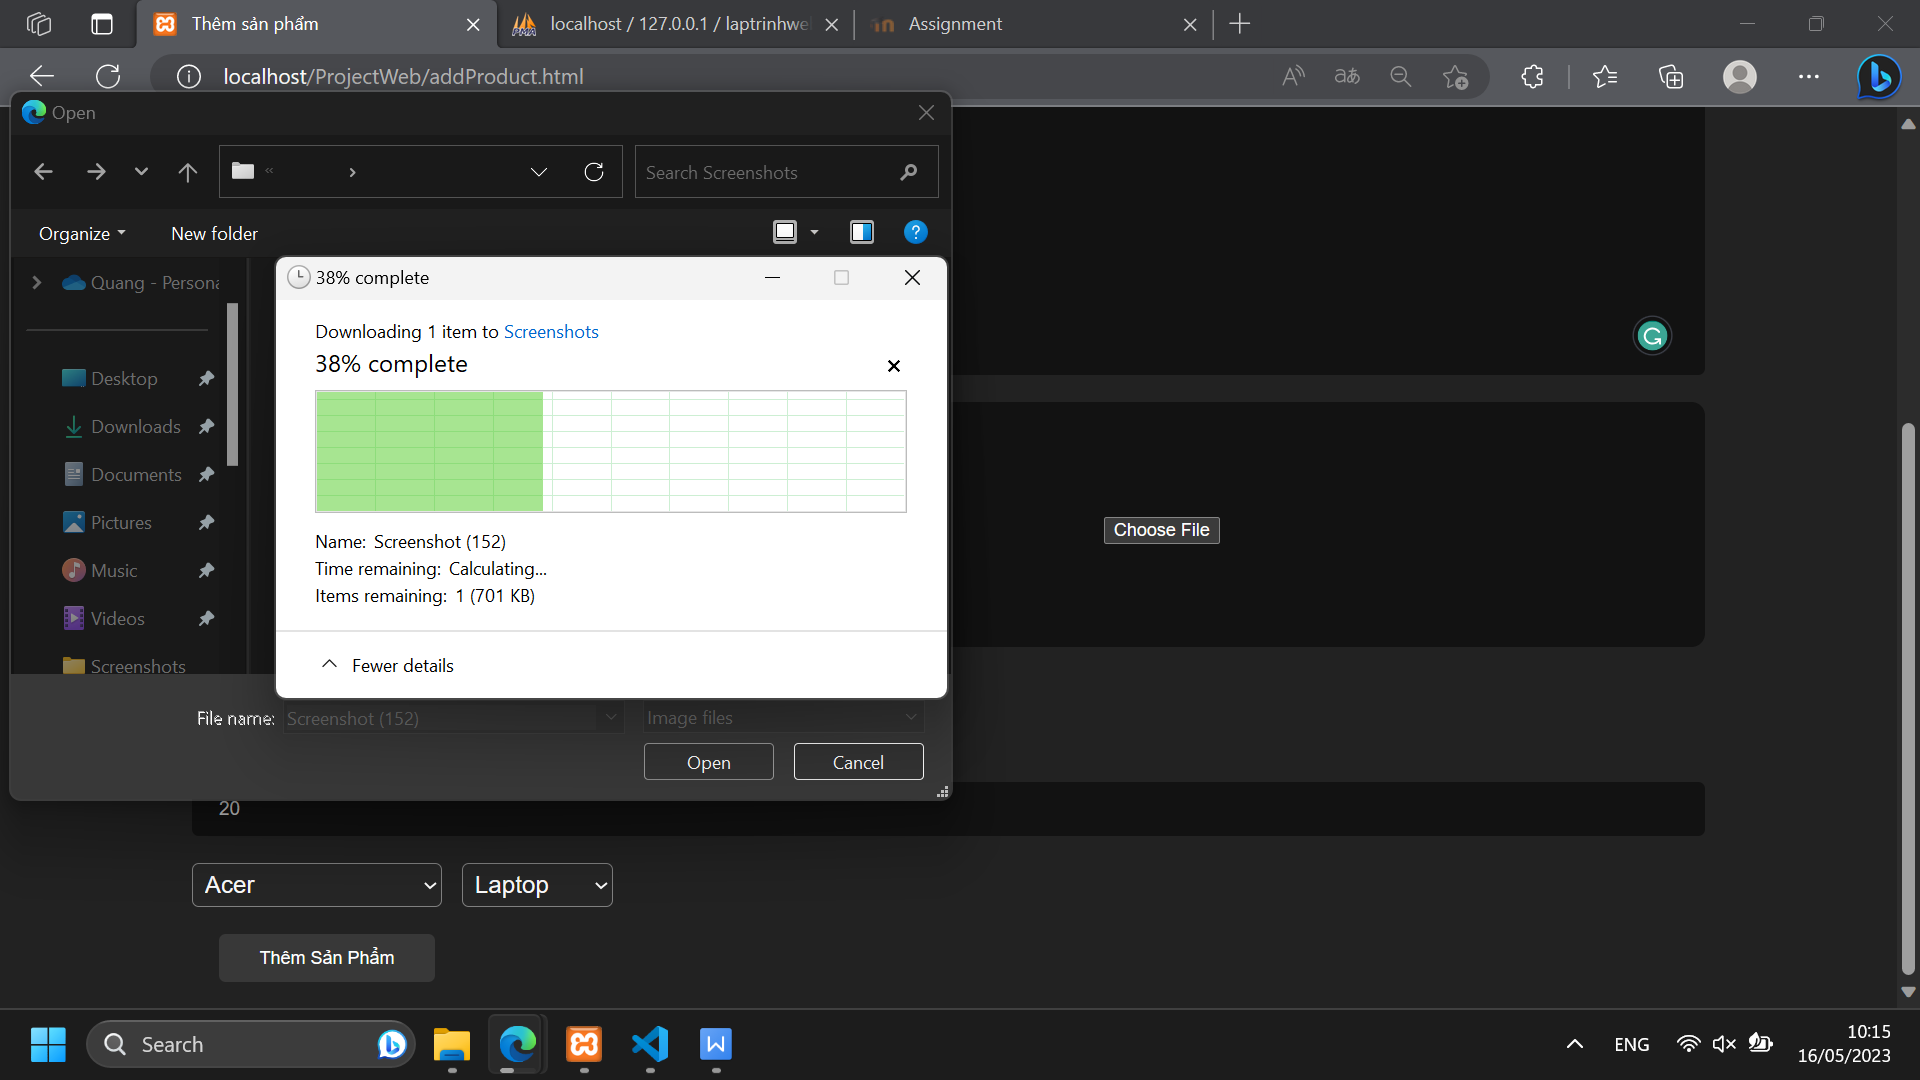 Thêm sản phẩm
localhost / 127.0.0.1 / laptrinhwe
Assignment
localhost/ProjectWeb/addProduct.html
Open
Search Screenshots
Organize
New folder
Quang - Persona
Desktop
Downloads
Documents
Pictures
Music
Videos
Screenshots
38% complete
Downloading 1 item to Screenshots
38% complete
Name: Screenshot (152)
Time remaining: Calculating...
Items remaining: 1 (701 KB)
Fewer details
File name: Screenshot (152)
Image files
Open
Cancel
Choose File
20
Acer
Laptop
Thêm Sản Phẩm
Search
ENG
10:15
16/05/2023